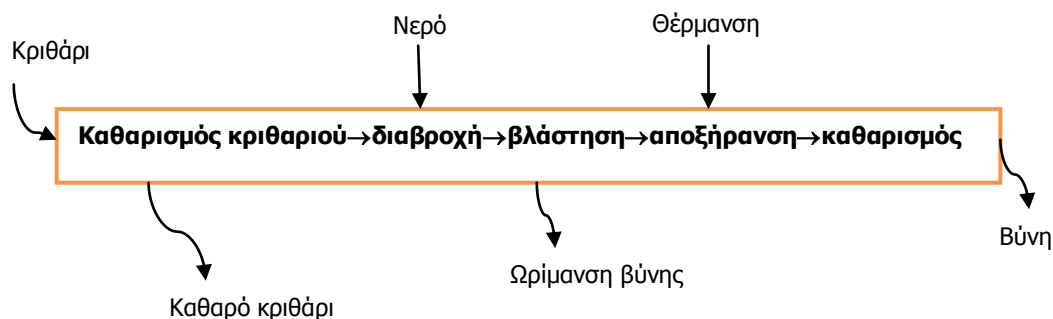 Νερό
Θέρμανση
Κριθάρι
Καθαρισμός κριθαριού→διαβροχή→βλάστηση→αποξήρανση→καθαρισμός
Βύνη
Ωρίμανση βύνης
Καθαρό κριθάρι